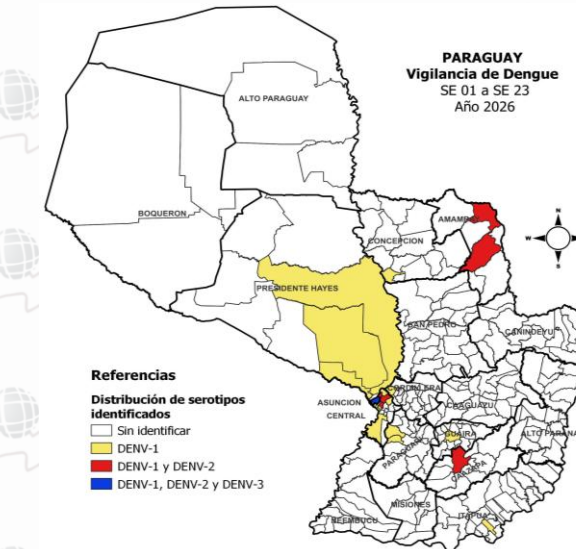 PARAGUAY
Vigilancia de Dengue
SE 01 a SE 23
Año 2026
ALTO PARAGUAY
BOQUERON
AMAMBAY
CONCEPCION
N
W
E
S
PRESIDENTE HAYES
SAN PEDRO
CANINDEYU
Referencias
Distribución de serotipos
identificados
Sin identificar
DENV-1
DENV-1 y DENV-2
DENV-1, DENV-2 y DENV-3
ASUNCION
CORDILLERA
CENTRAL
CAAGUAZU
GUAIRA
ALTO PARANA
PARAGUARI
CAAZAPA
MISIONES
ITAPUA
ÑEEMBUCU